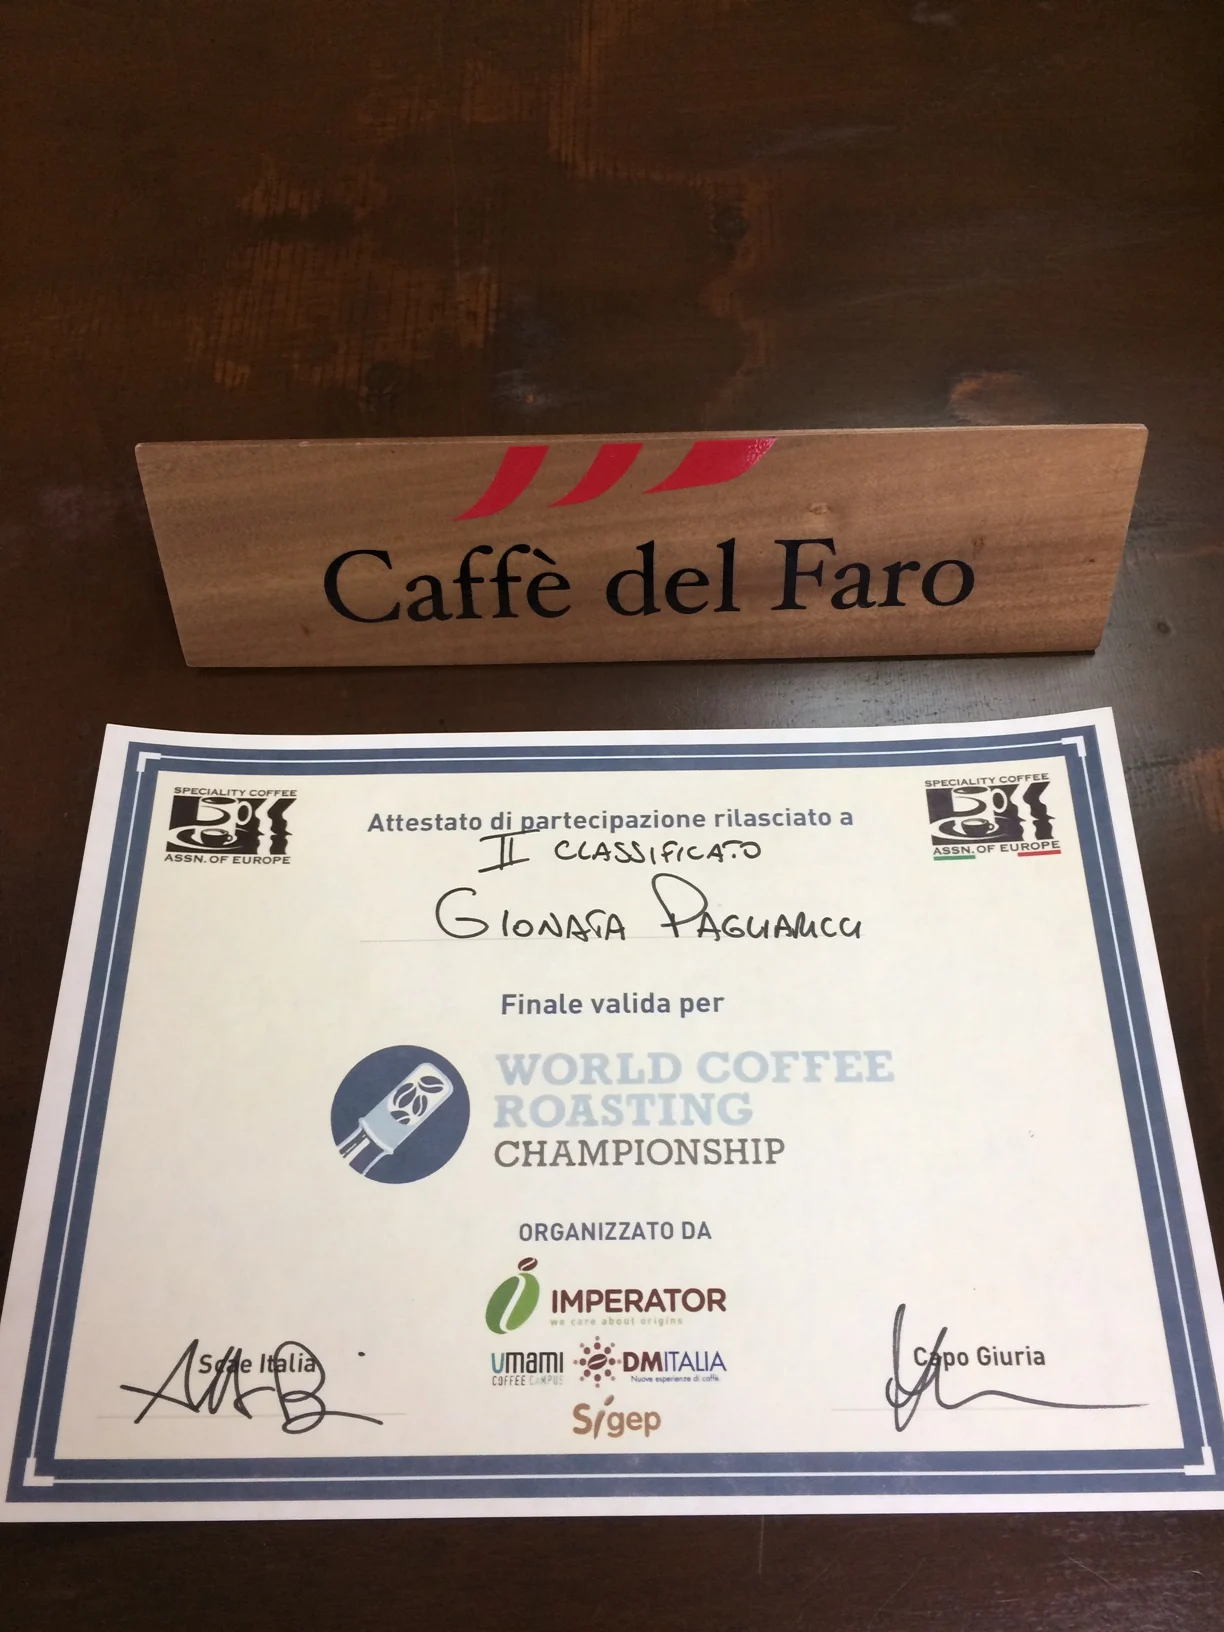 Caffè del Faro
SPECIALITY COFFEE
ASSN. OF EUROPE
SPECIALITY COFFEE
ASSN. OF EUROPE
Attestato di partecipazione rilasciato a
II CLASSIFICATO
GIONATA PAGLIARICCI
Finale valida per
WORLD COFFEE
ROASTING
CHAMPIONSHIP
ORGANIZZATO DA
IMPERATOR
we care about origins
Scae Italia
Capo Giuria
umami
COFFEE CAMPUS
DMITALIA
Nuove esperienze di caffè
Sigep